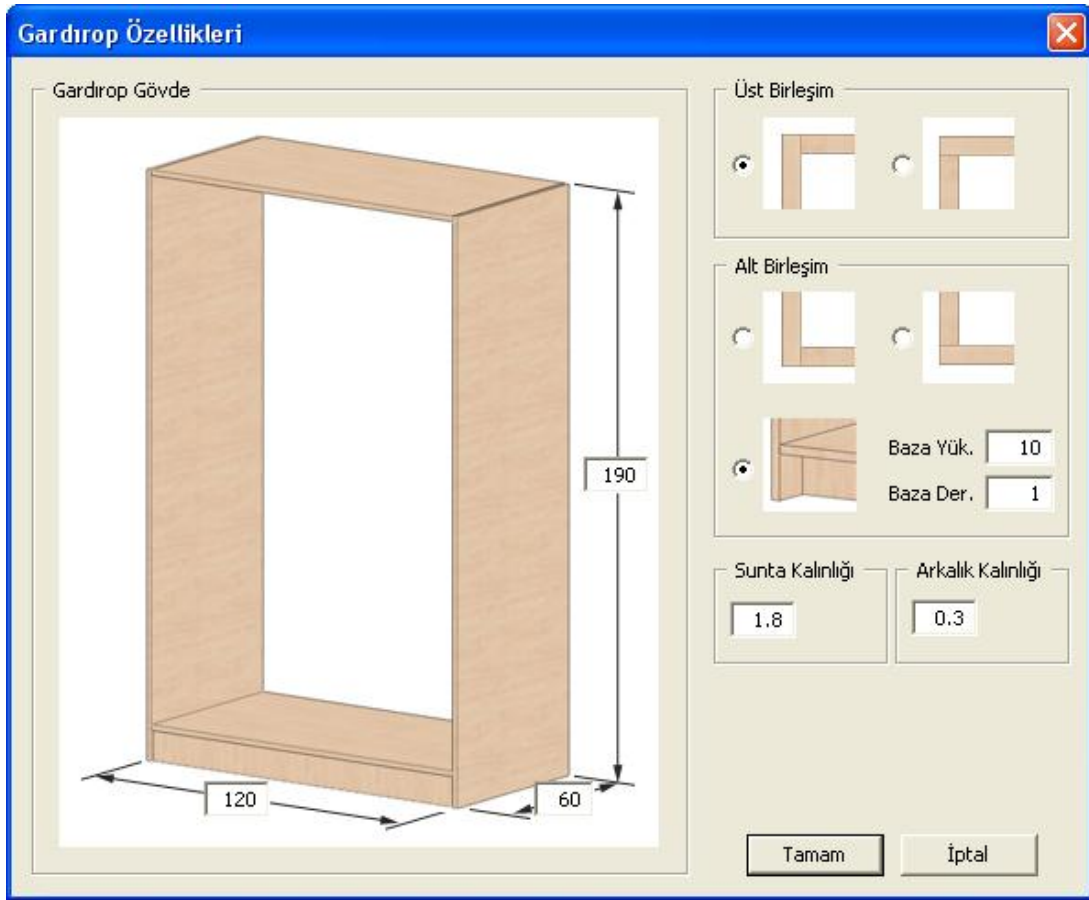 Gardırop Özellikleri
Gardırop Gövde
190
120
60
Üst Birleşim
Alt Birleşim
Baza Yük. 10
Baza Der. 1
Sunta Kalınlığı
1.8
Arkalık Kalınlığı
0.3
Tamam
İptal